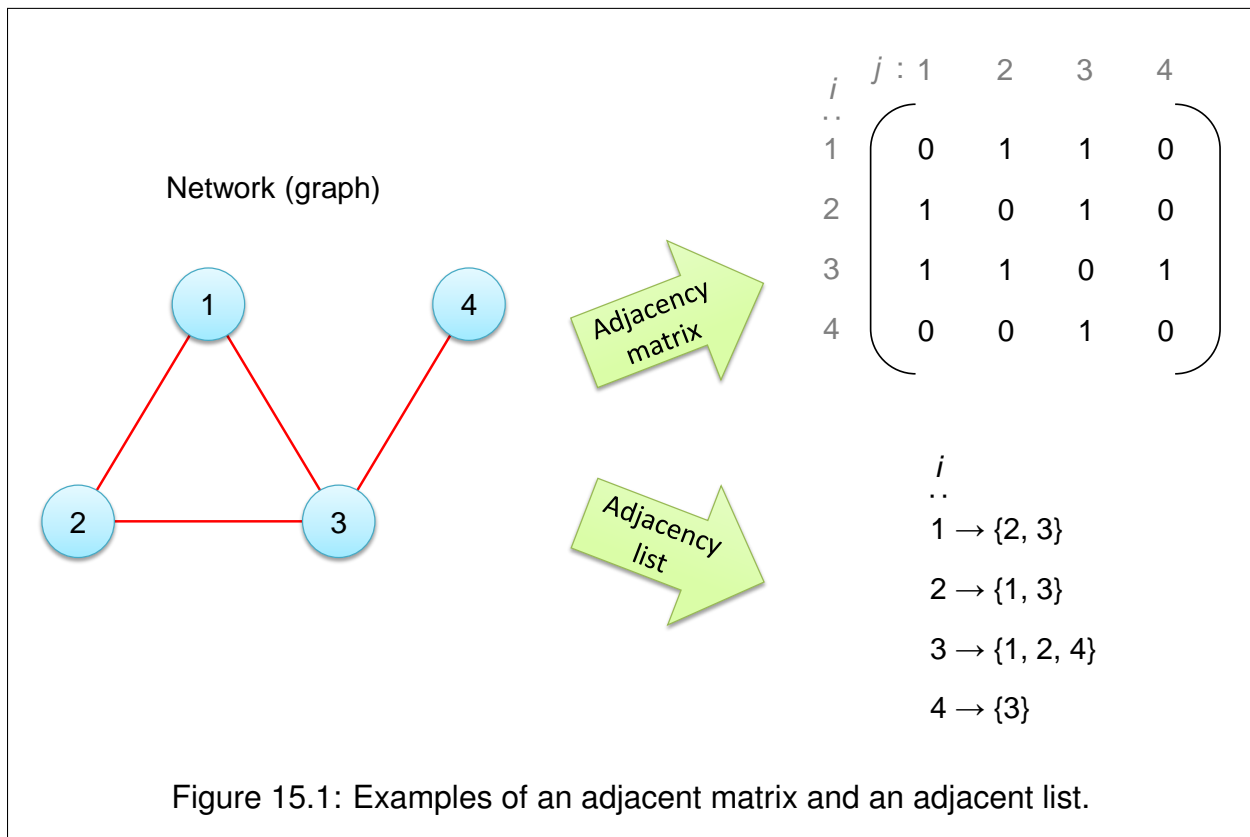 Network (graph)
1
4
2
3
Adjacency
matrix
j : 1 2 3 4
i
..
1 0 1 1 0
2 1 0 1 0
3 1 1 0 1
4 0 0 1 0
Adjacency
list
i
..
1 → {2, 3}
2 → {1, 3}
3 → {1, 2, 4}
4 → {3}
Figure 15.1: Examples of an adjacent matrix and an adjacent list.